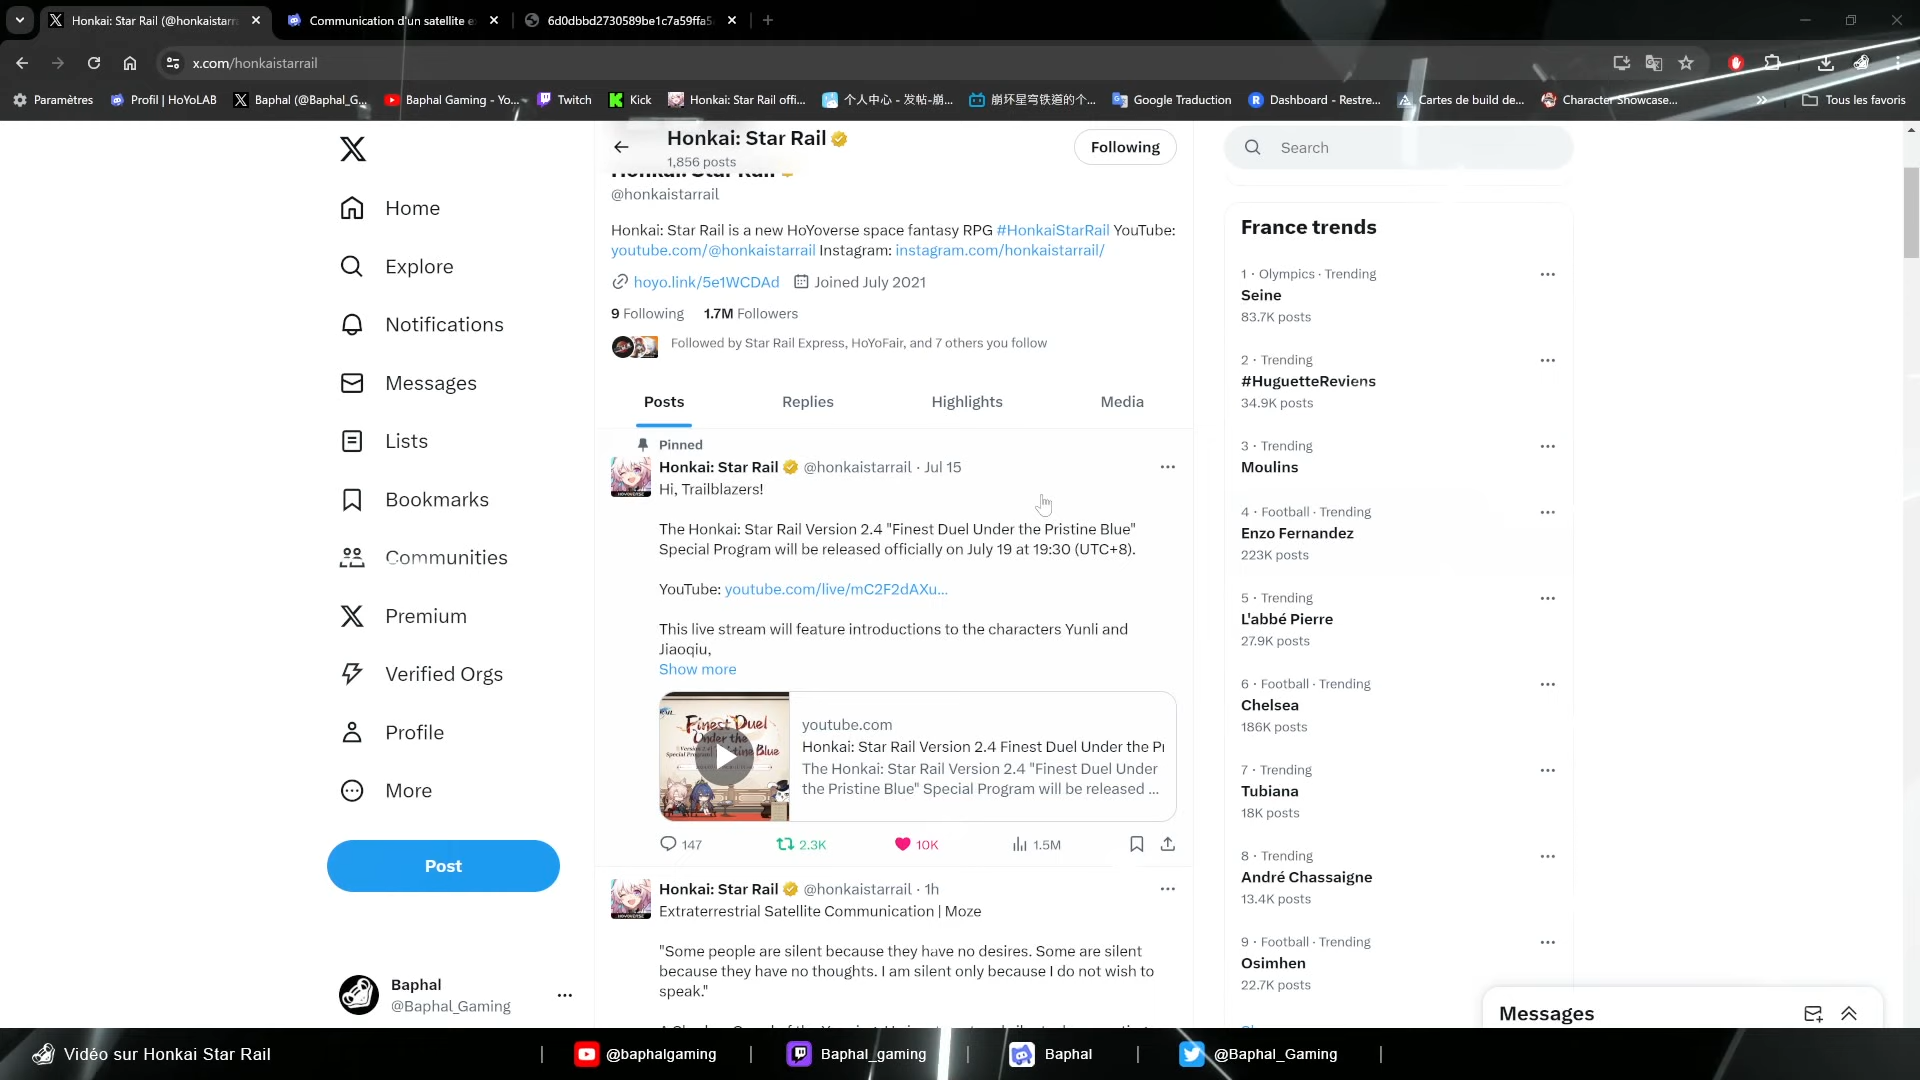 Honkai: Star Rail (@honkaistarra
Communication d'un satellite e
6d0dbbd2730589be1c7a59ffa5
x.com/honkaistarrail
Paramètres
Profil | HoYoLAB
Baphal (@Baphal_G...
Baphal Gaming - Yo...
Twitch
Kick
Honkai: Star Rail offi...
个人中心 - 发帖-崩...
崩坏星穹铁道的个...
Google Traduction
Dashboard - Restre...
Cartes de build de...
Character Showcase...
Tous les favoris
Home
Explore
Notifications
Messages
Lists
Bookmarks
Communities
Premium
Verified Orgs
Profile
More
Post
Baphal
@Baphal_Gaming
Honkai: Star Rail
1,856 posts
Following
Honkai: Star Rail
@honkaistarrail
Honkai: Star Rail is a new HoYoverse space fantasy RPG #HonkaiStarRail YouTube:
youtube.com/@honkaistarrail Instagram: instagram.com/honkaistarrail/
hoyo.link/5e1WCDAd Joined July 2021
9 Following 1.7M Followers
Followed by Star Rail Express, HoYoFair, and 7 others you follow
Posts Replies Highlights Media
Pinned
Honkai: Star Rail @honkaistarrail · Jul 15
Hi, Trailblazers!
The Honkai: Star Rail Version 2.4 "Finest Duel Under the Pristine Blue"
Special Program will be released officially on July 19 at 19:30 (UTC+8).
YouTube: youtube.com/live/mC2F2dAXu...
This live stream will feature introductions to the characters Yunli and
Jiaoqiu,
Show more
Finest Duel
Under the
Pristine Blue
youtube.com
Honkai: Star Rail Version 2.4 Finest Duel Under the Pr
The Honkai: Star Rail Version 2.4 "Finest Duel Under
the Pristine Blue" Special Program will be released ...
147 2.3K 10K 1.5M
Honkai: Star Rail @honkaistarrail · 1h
Extraterrestrial Satellite Communication | Moze
"Some people are silent because they have no desires. Some are silent
because they have no thoughts. I am silent only because I do not wish to
speak."
Search
France trends
1 · Olympics · Trending
Seine
83.7K posts
2 · Trending
#HuguetteReviens
34.9K posts
3 · Trending
Moulins
4 · Football · Trending
Enzo Fernandez
223K posts
5 · Trending
L'abbé Pierre
27.9K posts
6 · Football · Trending
Chelsea
186K posts
7 · Trending
Tubiana
18K posts
8 · Trending
André Chassaigne
13.4K posts
9 · Football · Trending
Osimhen
22.7K posts
Messages
Vidéo sur Honkai Star Rail
@baphalgaming
Baphal_gaming
Baphal
@Baphal_Gaming